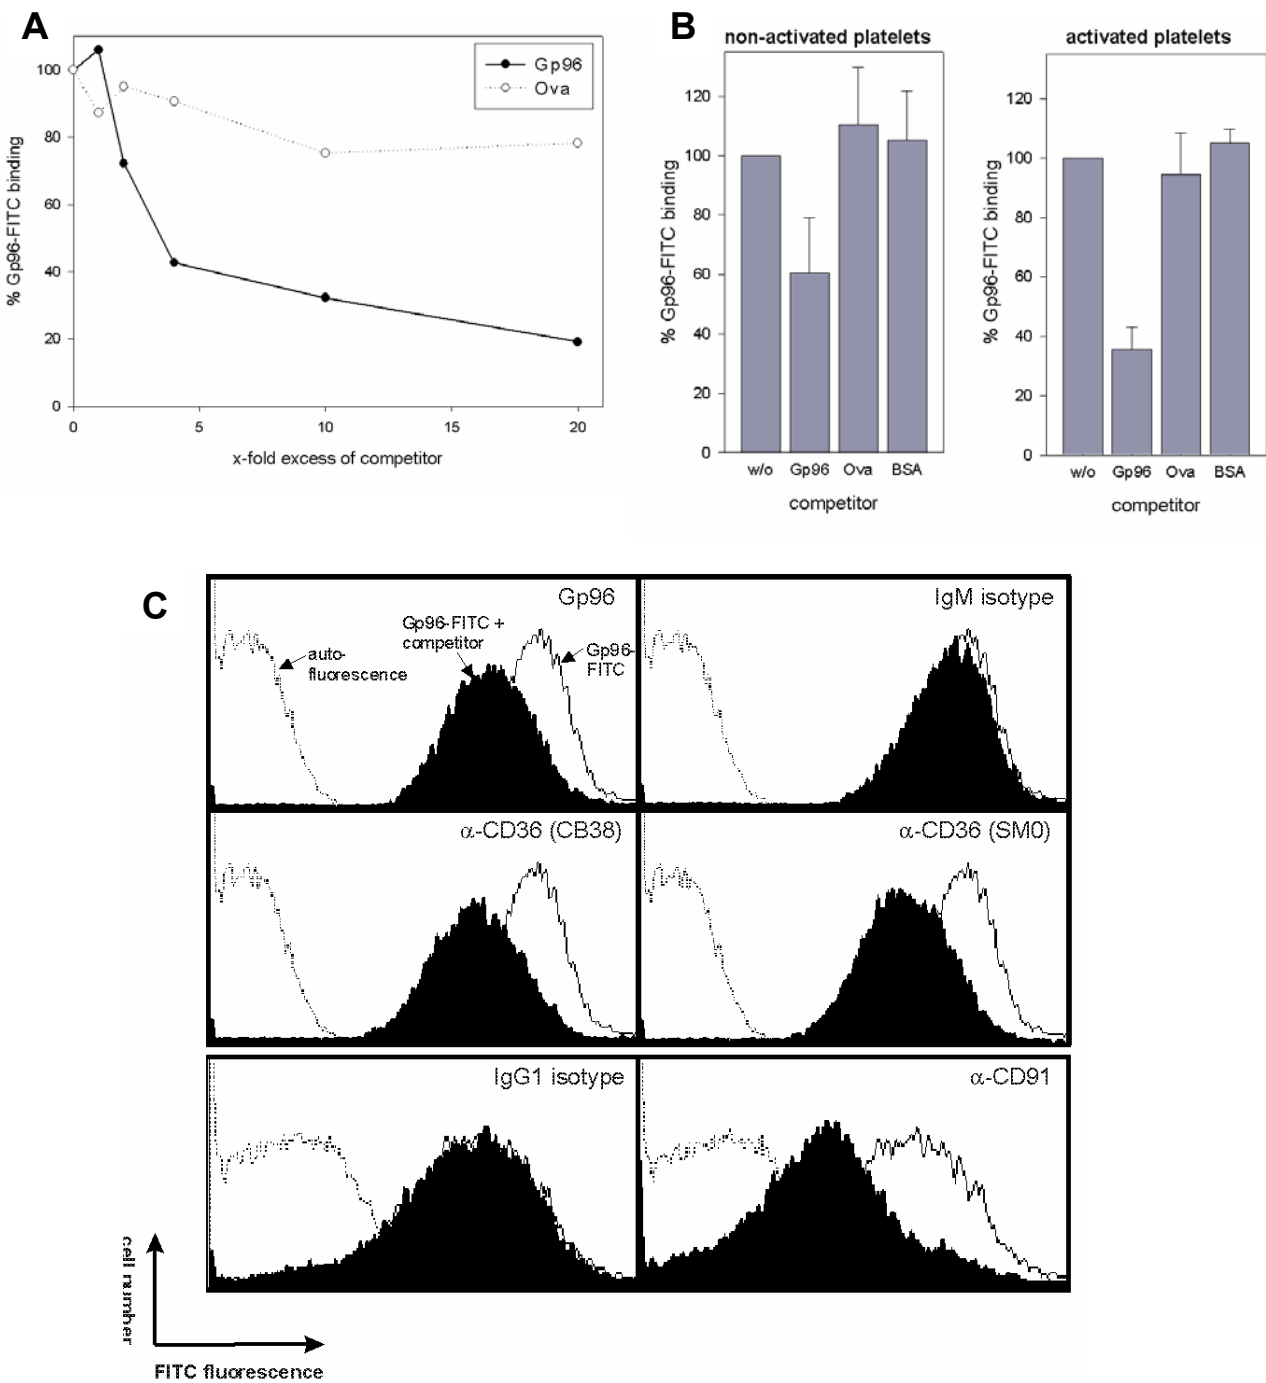 A
100
80
60
40
20
0
0 5 10 15 20
% Gp96-FITC binding
x-fold excess of competitor
Gp96
Ova
B
non-activated platelets
120
100
80
60
40
20
0
% Gp96-FITC binding
w/o Gp96 Ova BSA
competitor
activated platelets
120
100
80
60
40
20
0
% Gp96-FITC binding
w/o Gp96 Ova BSA
competitor
C
Gp96
auto-
fluorescence
Gp96-FITC +
competitor
Gp96-
FITC
IgM isotype
α-CD36 (CB38)
α-CD36 (SM0)
IgG1 isotype
α-CD91
cell number
FITC fluorescence